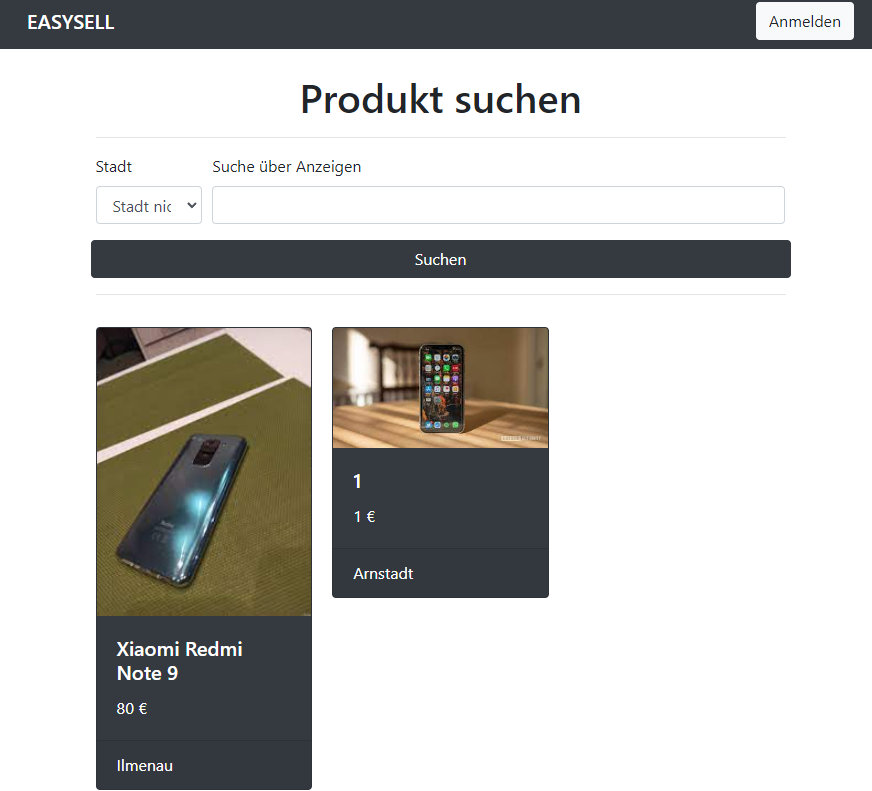 EASYSELL
Anmelden
Produkt suchen
Stadt
Suche über Anzeigen
Stadt nic
Suchen
Xiaomi Redmi
Note 9
80 €
Ilmenau
1
1 €
Arnstadt